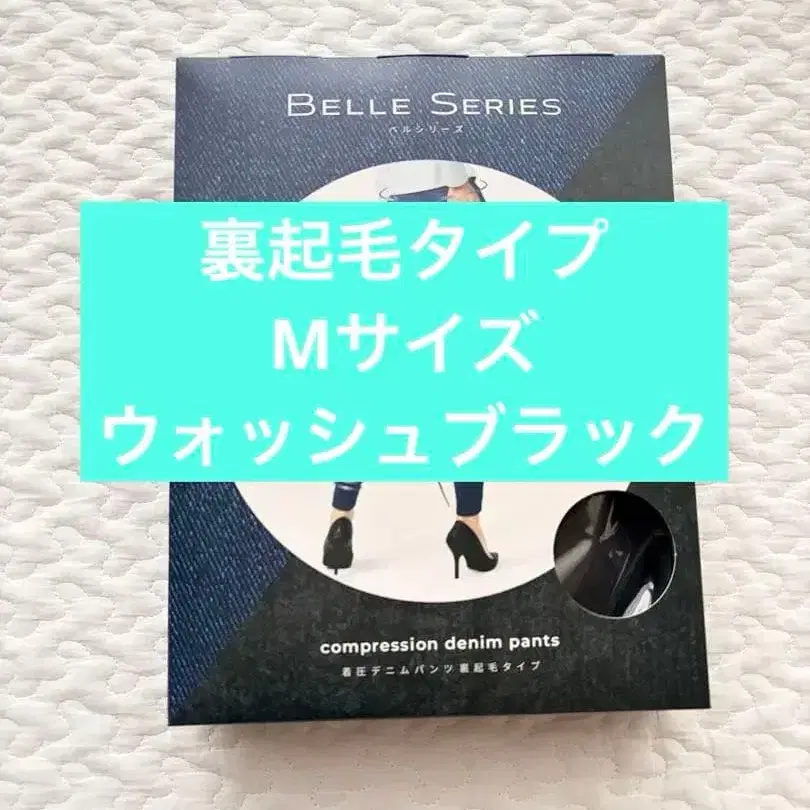 BELLE SERIES
ベルシリーズ
裏起毛タイプ
Mサイズ
ウォッシュブラック
compression denim pants
着圧デニムパンツ裏起毛タイプ